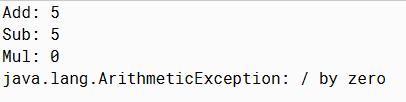 Add: 5
Sub: 5
Mul: 0
java.lang.ArithmeticException: / by zero